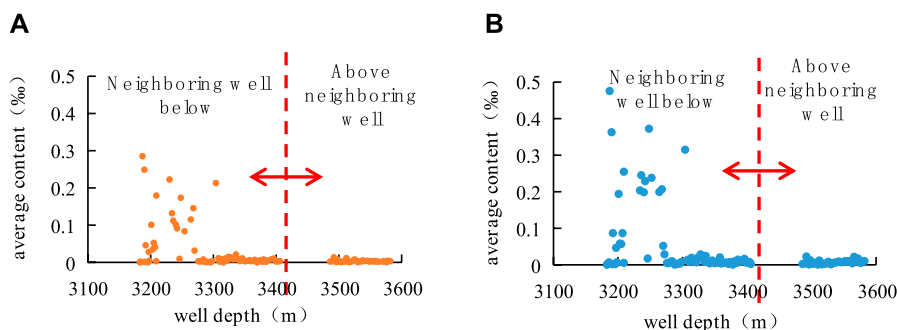 A
average content（‰）
0.5
0.4
0.3
0.2
0.1
0
Neighboring well
below
Above
neighboring
well
3100
3200
3300
3400
3500
3600
well depth（m）
B
average content（‰）
0.5
0.4
0.3
0.2
0.1
0
Neighboring
wellbelow
Above
neighboring
well
3100
3200
3300
3400
3500
3600
well depth（m）